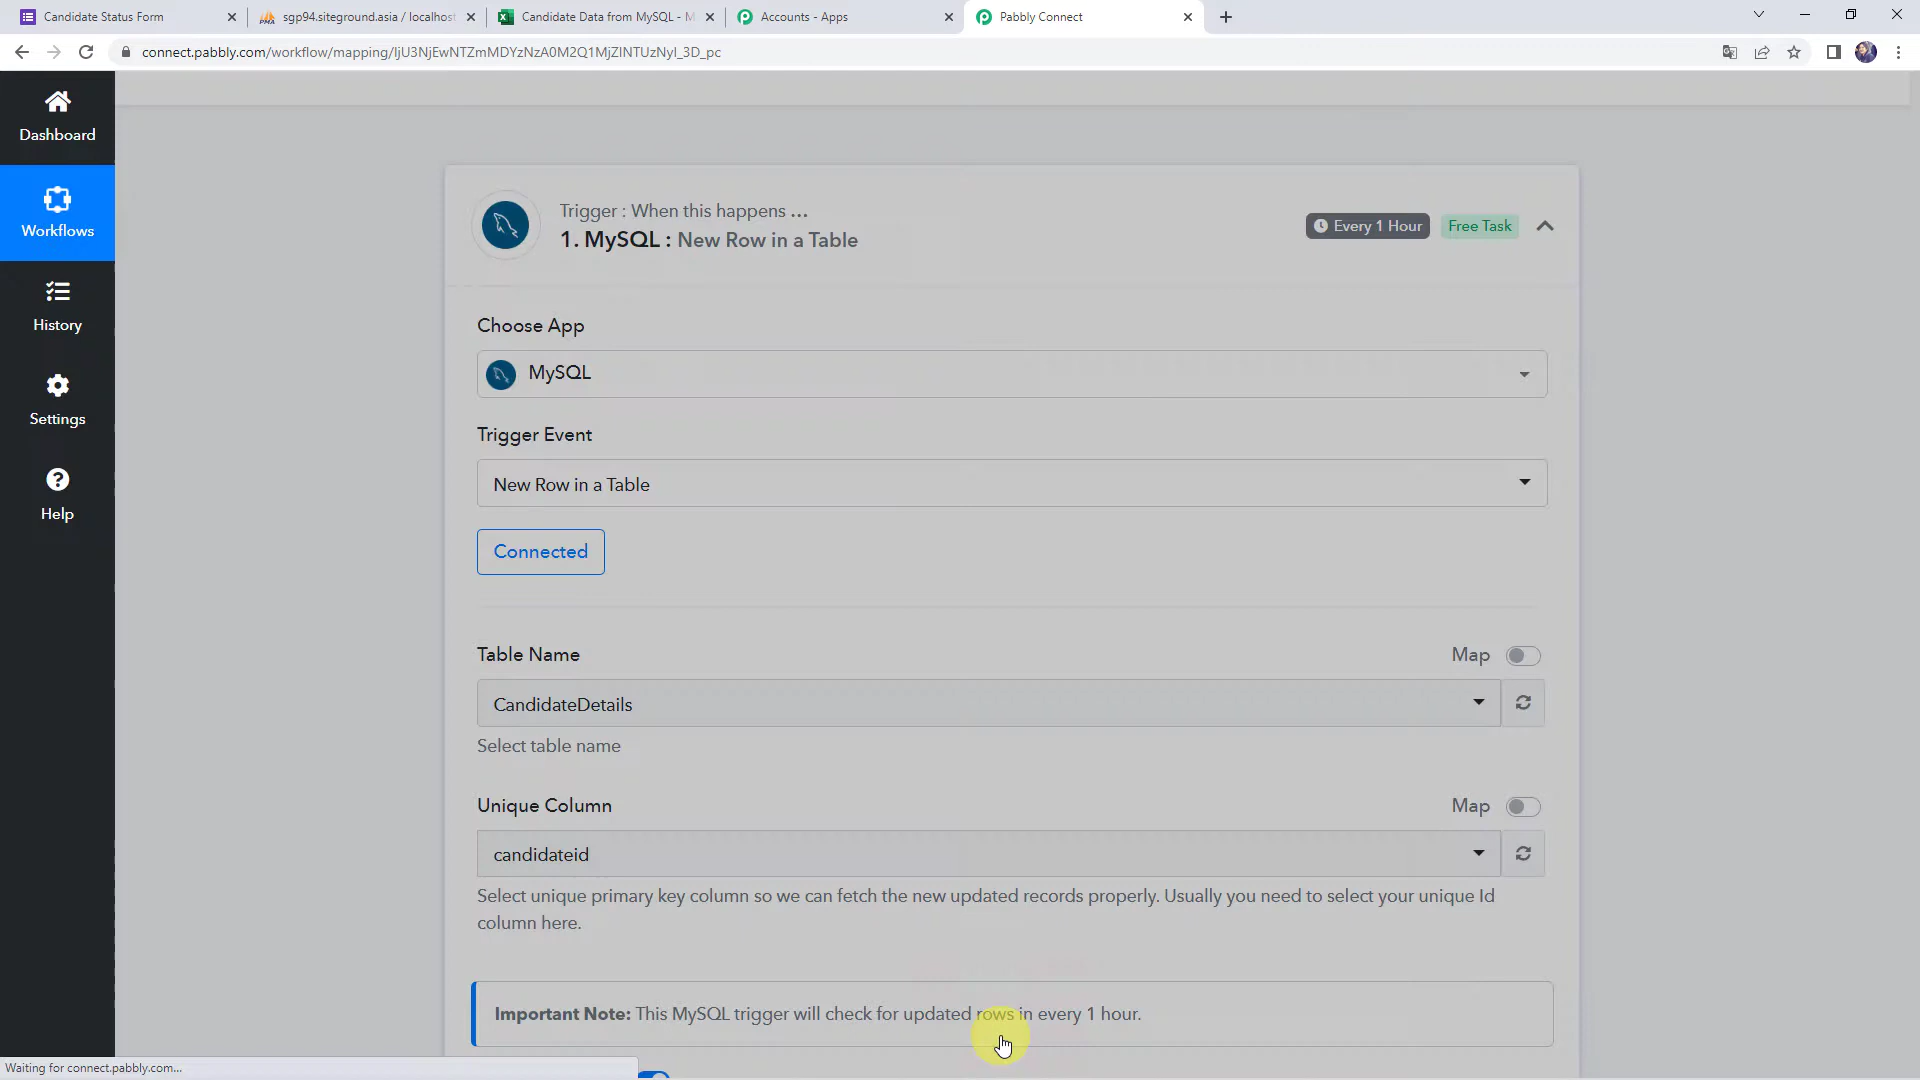 Candidate Status Form
sgp94.siteground.asia / localhost
Candidate Data from MySQL - M
Accounts - Apps
Pabbly Connect
connect.pabbly.com/workflow/mapping/IjU3NjEwNTZmMDYzNzA0M2Q1MjZlNTUzNyI_3D_pc
Dashboard
Workflows
History
Settings
Help
Trigger : When this happens ...
1. MySQL : New Row in a Table
Every 1 Hour
Free Task
Choose App
MySQL
Trigger Event
New Row in a Table
Connected
Table Name
Map
CandidateDetails
Select table name
Unique Column
Map
candidateid
Select unique primary key column so we can fetch the new updated records properly. Usually you need to select your unique Id
column here.
Important Note: This MySQL trigger will check for updated rows in every 1 hour.
Waiting for connect.pabbly.com...